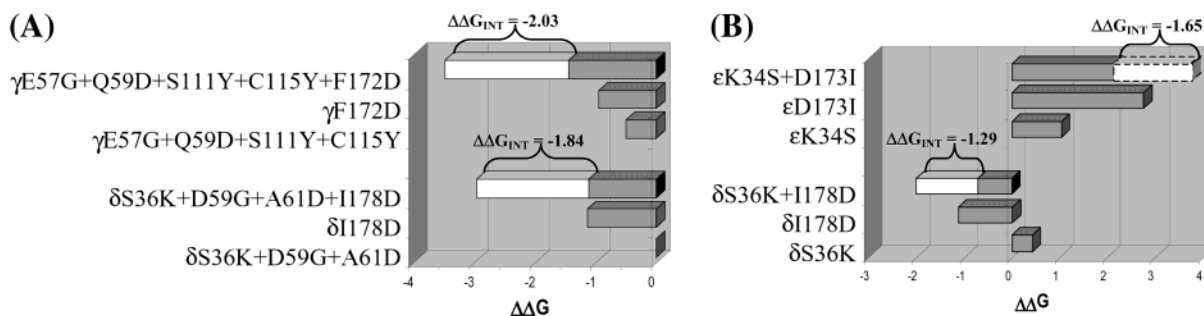 (A)
ΔΔG_INT = -2.03
γE57G+Q59D+S111Y+C115Y+F172D
γF172D
γE57G+Q59D+S111Y+C115Y
ΔΔG_INT = -1.84
δS36K+D59G+A61D+I178D
δI178D
δS36K+D59G+A61D
-4 -3 -2 -1 0
ΔΔG
(B)
ΔΔG_INT = -1.65
εK34S+D173I
εD173I
εK34S
ΔΔG_INT = -1.29
δS36K+I178D
δI178D
δS36K
-3 -2 -1 0 1 2 3 4
ΔΔG